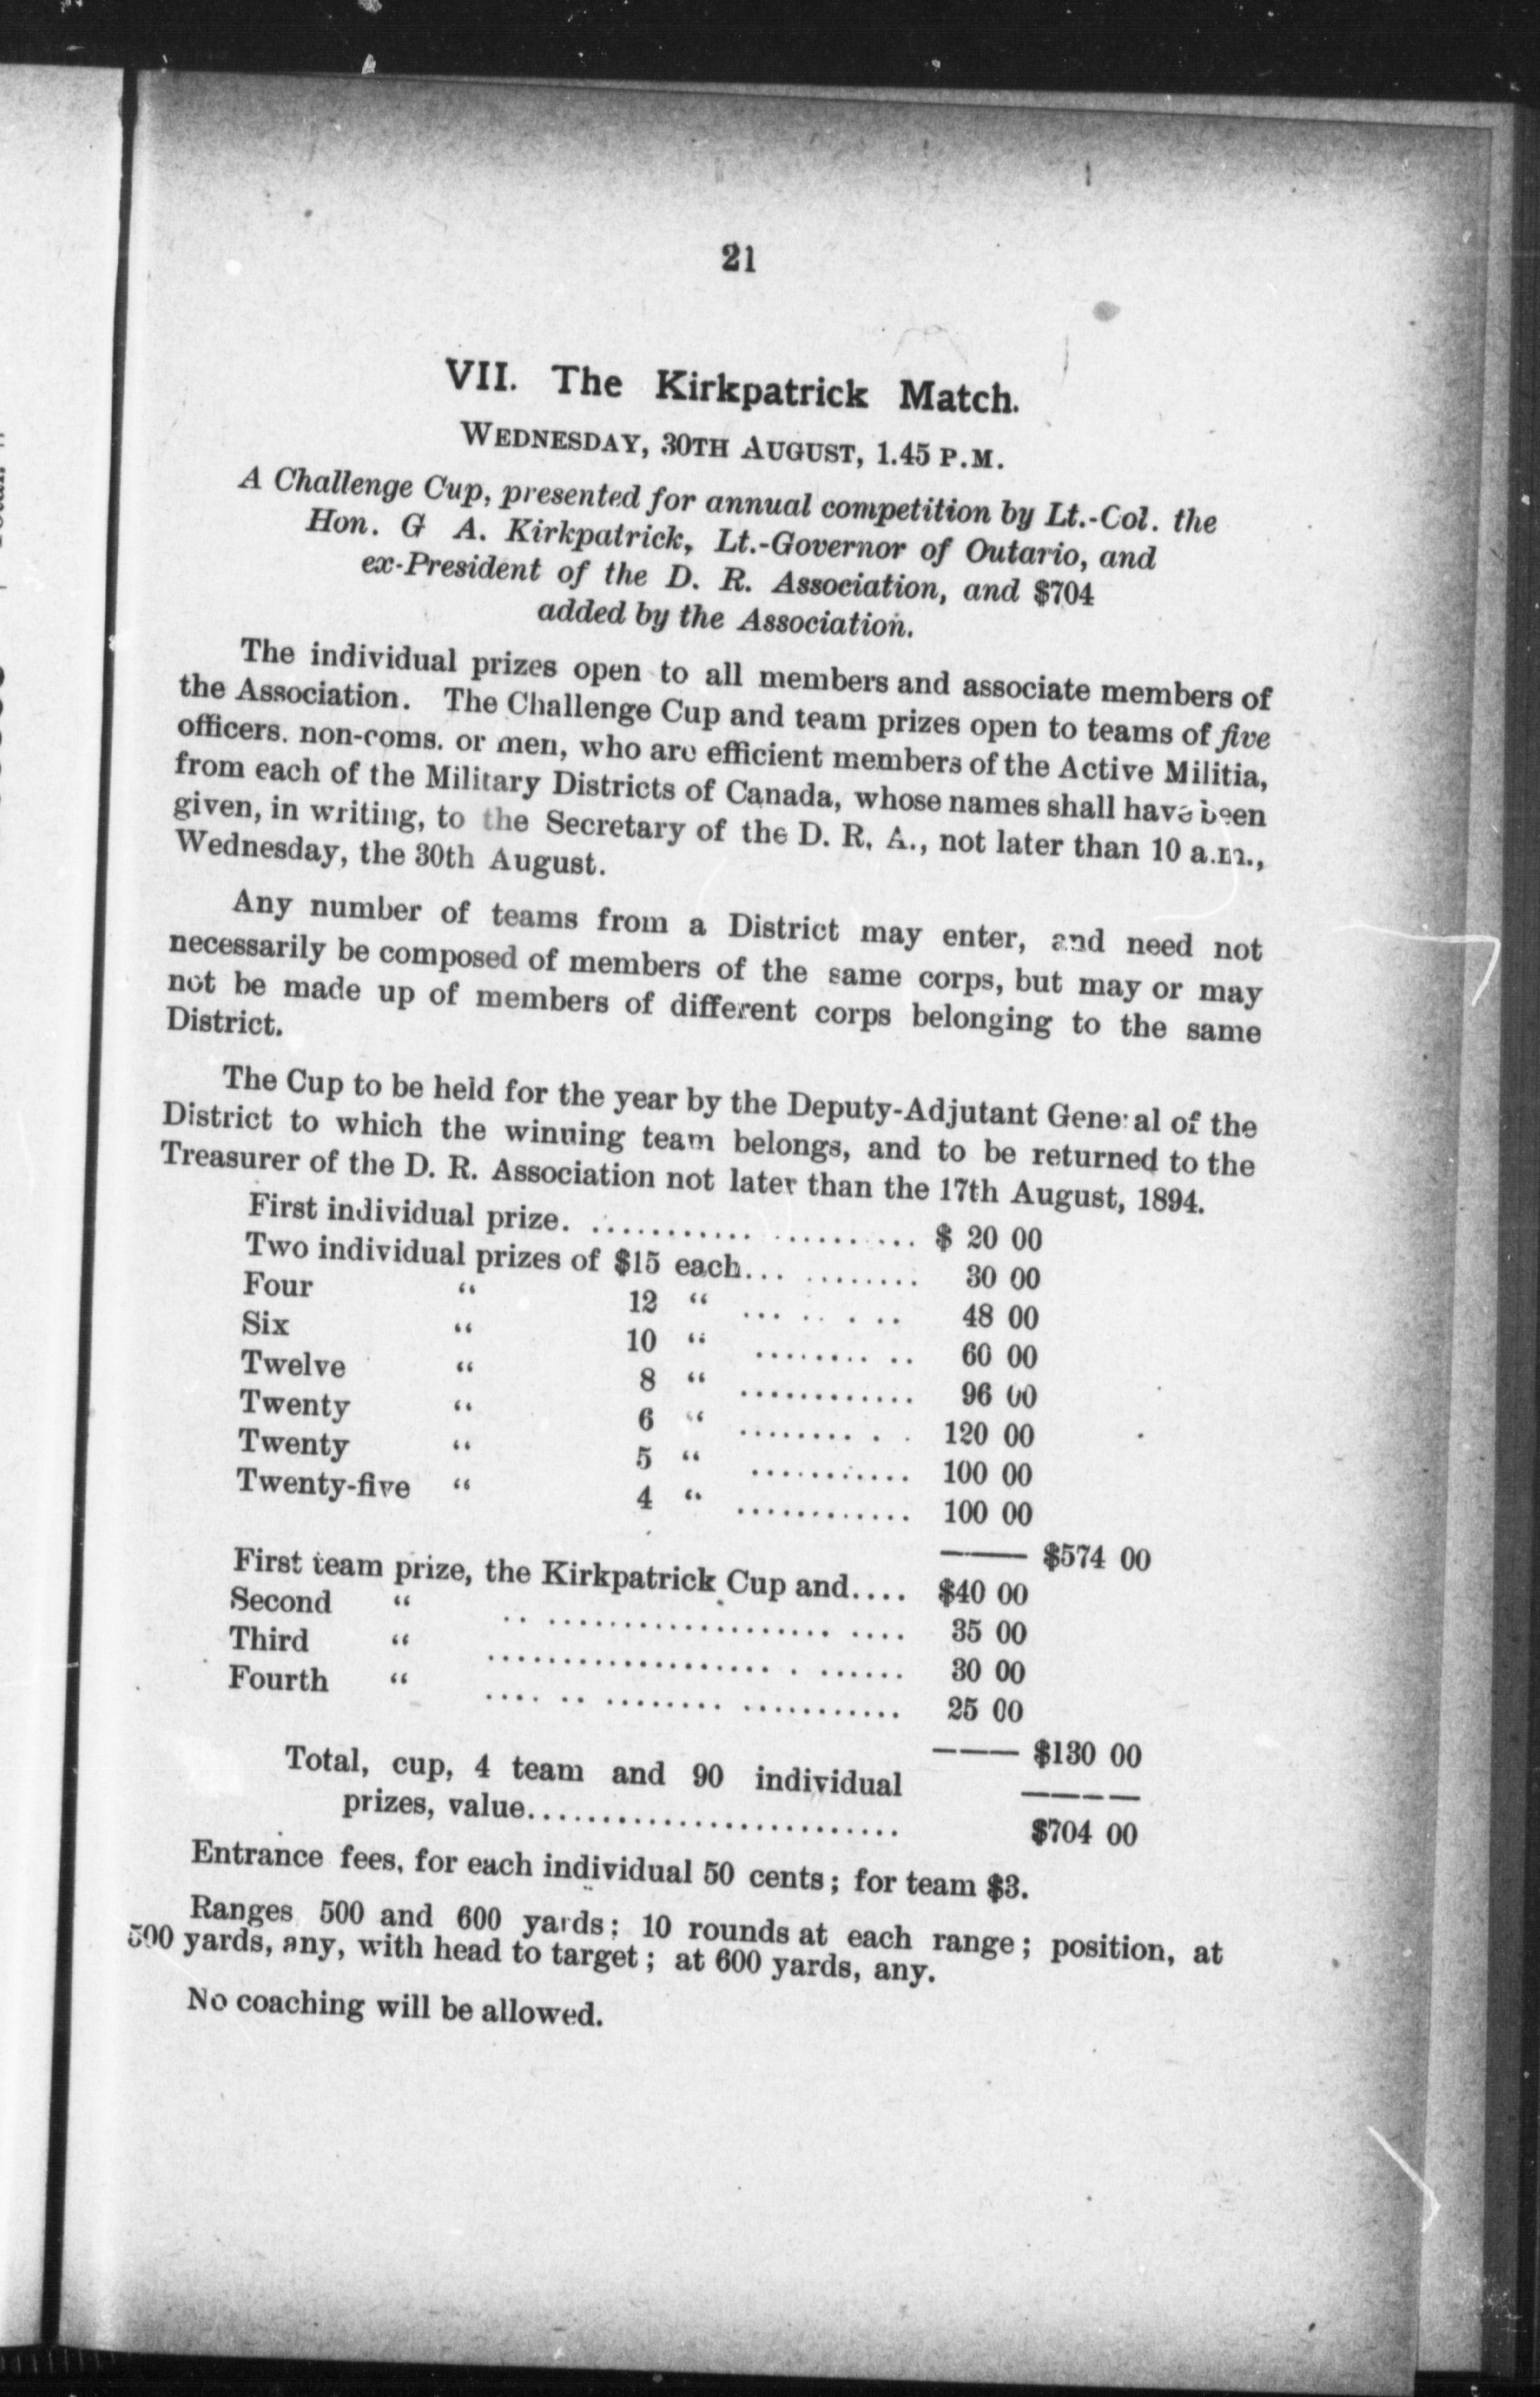 21
VII. The Kirkpatrick Match.
WEDNESDAY, 30TH AUGUST, 1.45 P.M.
A Challenge Cup, presented for annual competition by Lt.-Col. the
Hon. G A. Kirkpatrick, Lt.-Governor of Outario, and
ex-President of the D. R. Association, and $704
added by the Association.
The individual prizes open to all members and associate members of
the Association. The Challenge Cup and team prizes open to teams of five
officers. non-coms. or men, who are efficient members of the Active Militia,
from each of the Military Districts of Canada, whose names shall have been
given, in writing, to the Secretary of the D. R. A., not later than 10 a.m.,
Wednesday, the 30th August.
Any number of teams from a District may enter, and need not
necessarily be composed of members of the same corps, but may or may
not be made up of members of different corps belonging to the same
District.
The Cup to be held for the year by the Deputy-Adjutant General of the
District to which the winning team belongs, and to be returned to the
Treasurer of the D. R. Association not later than the 17th August, 1894.
First individual prize. .......................... $ 20 00
Two individual prizes of $15 each... ......... 30 00
Four “ 12 “ ... .. . .. 48 00
Six “ 10 “ ........ .. 60 00
Twelve “ 8 “ ............ 96 00
Twenty “ 6 “ ........ . . 120 00
Twenty “ 5 “ ........... 100 00
Twenty-five “ 4 “ ............ 100 00
——— $574 00
First team prize, the Kirkpatrick Cup and.... $40 00
Second “ .. ................... .... 35 00
Third “ ................... . ...... 30 00
Fourth “ .... .. ........ ........... 25 00
——— $130 00
Total, cup, 4 team and 90 individual
prizes, value......................... $704 00
Entrance fees, for each individual 50 cents; for team $3.
Ranges 500 and 600 yards; 10 rounds at each range; position, at
500 yards, any, with head to target; at 600 yards, any.
No coaching will be allowed.